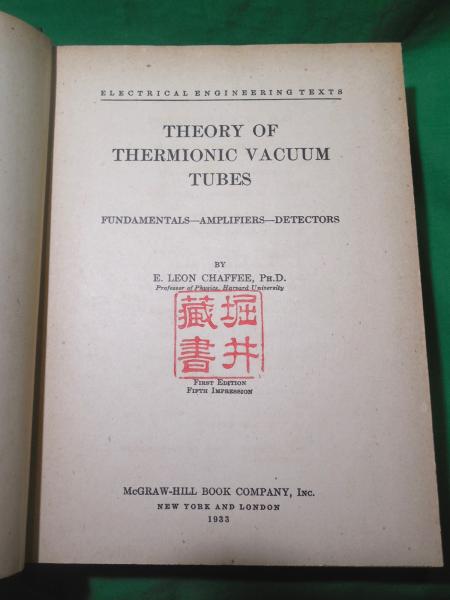 ELECTRICAL ENGINEERING TEXTS
THEORY OF
THERMIONIC VACUUM
TUBES
FUNDAMENTALS—AMPLIFIERS—DETECTORS
BY
E. LEON CHAFFEE, PH.D.
Professor of Physics, Harvard University
堀井
藏書
FIRST EDITION
FIFTH IMPRESSION
McGRAW-HILL BOOK COMPANY, INC.
NEW YORK AND LONDON
1933